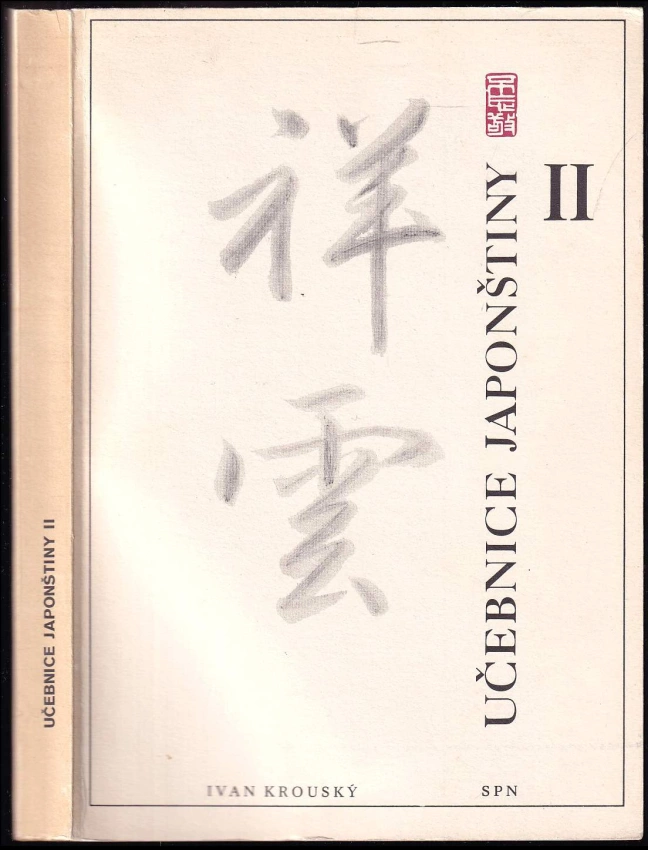 UČEBNICE JAPONŠTINY II
祥雲
UČEBNICE JAPONŠTINY
II
IVAN KROUSKÝ
SPN